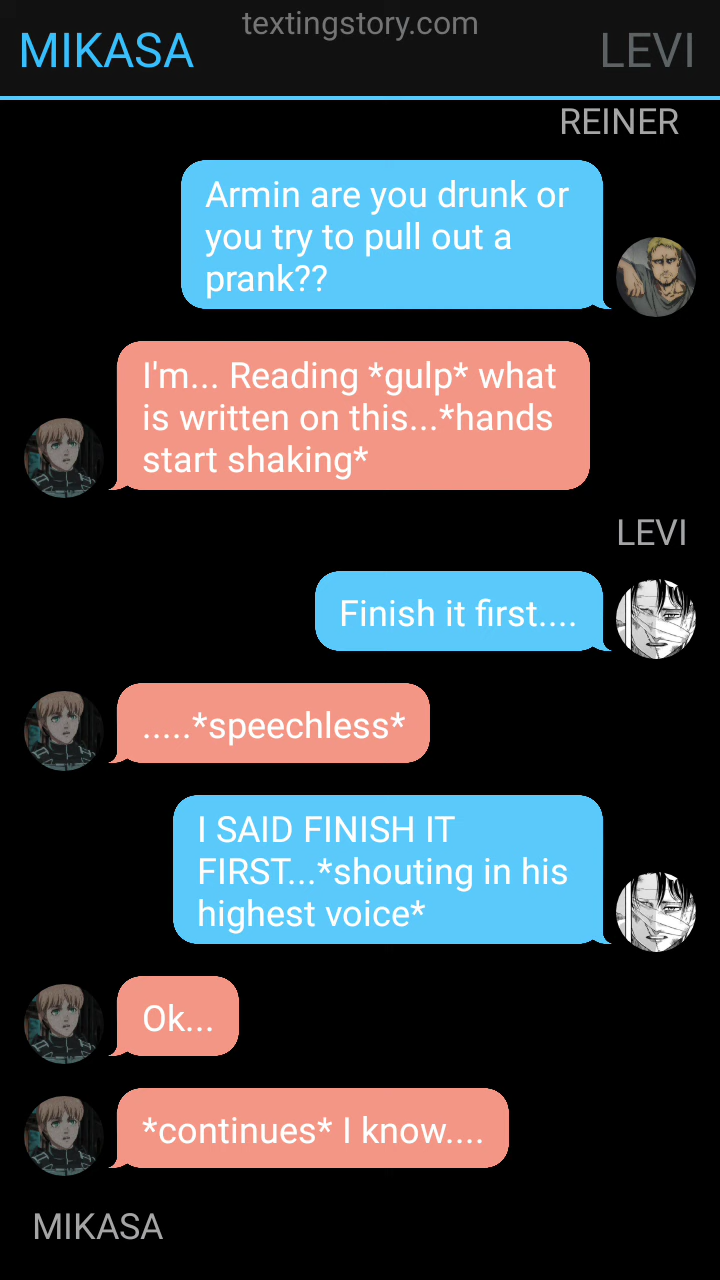 textingstory.com
MIKASA
LEVI
REINER
Armin are you drunk or
you try to pull out a
prank??
I'm... Reading *gulp* what
is written on this...*hands
start shaking*
LEVI
Finish it first....
.....*speechless*
I SAID FINISH IT
FIRST...*shouting in his
highest voice*
Ok...
*continues* I know....
MIKASA